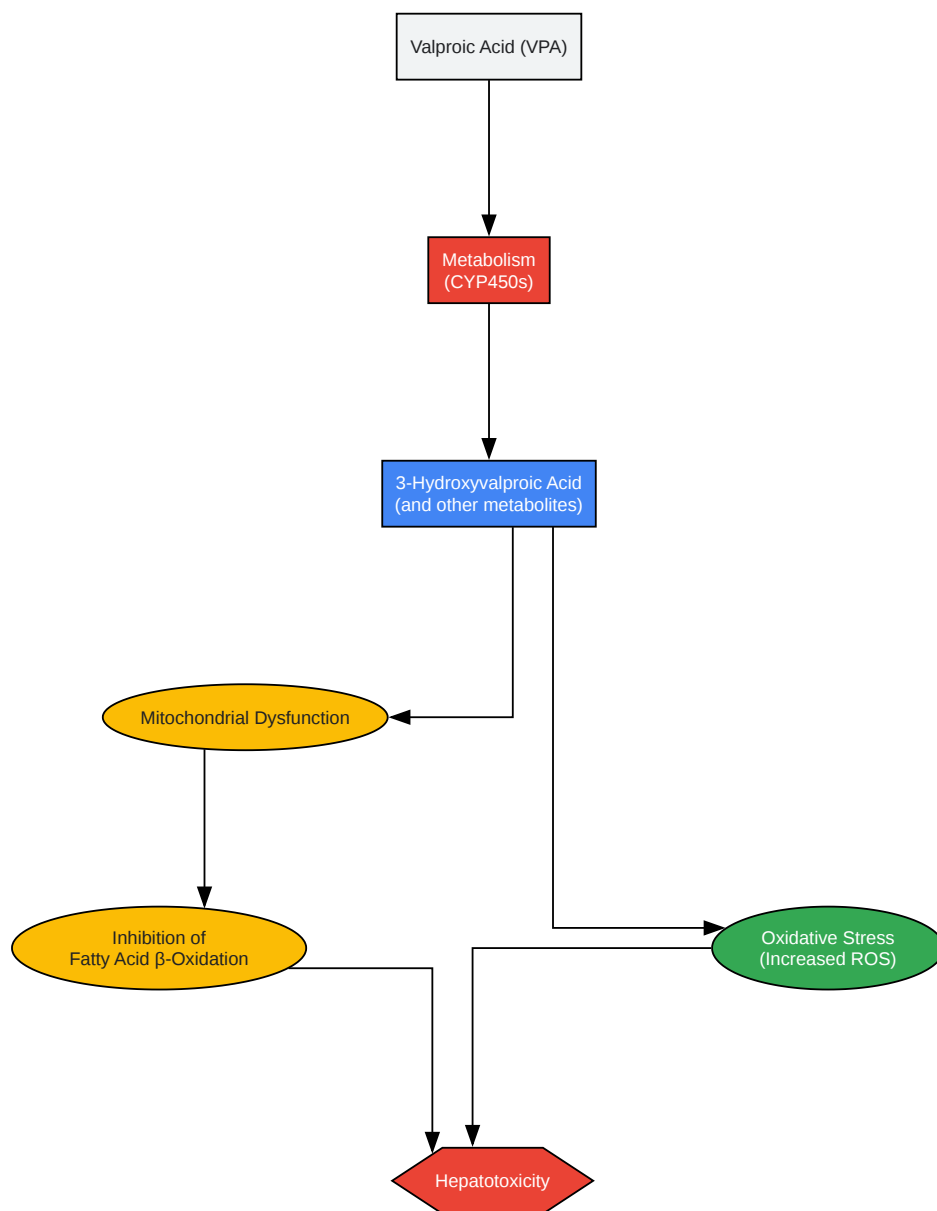 Valproic Acid (VPA)
Metabolism
(CYP450s)
3-Hydroxyvalproic Acid
(and other metabolites)
Mitochondrial Dysfunction
Inhibition of
Fatty Acid β-Oxidation
Oxidative Stress
(Increased ROS)
Hepatotoxicity